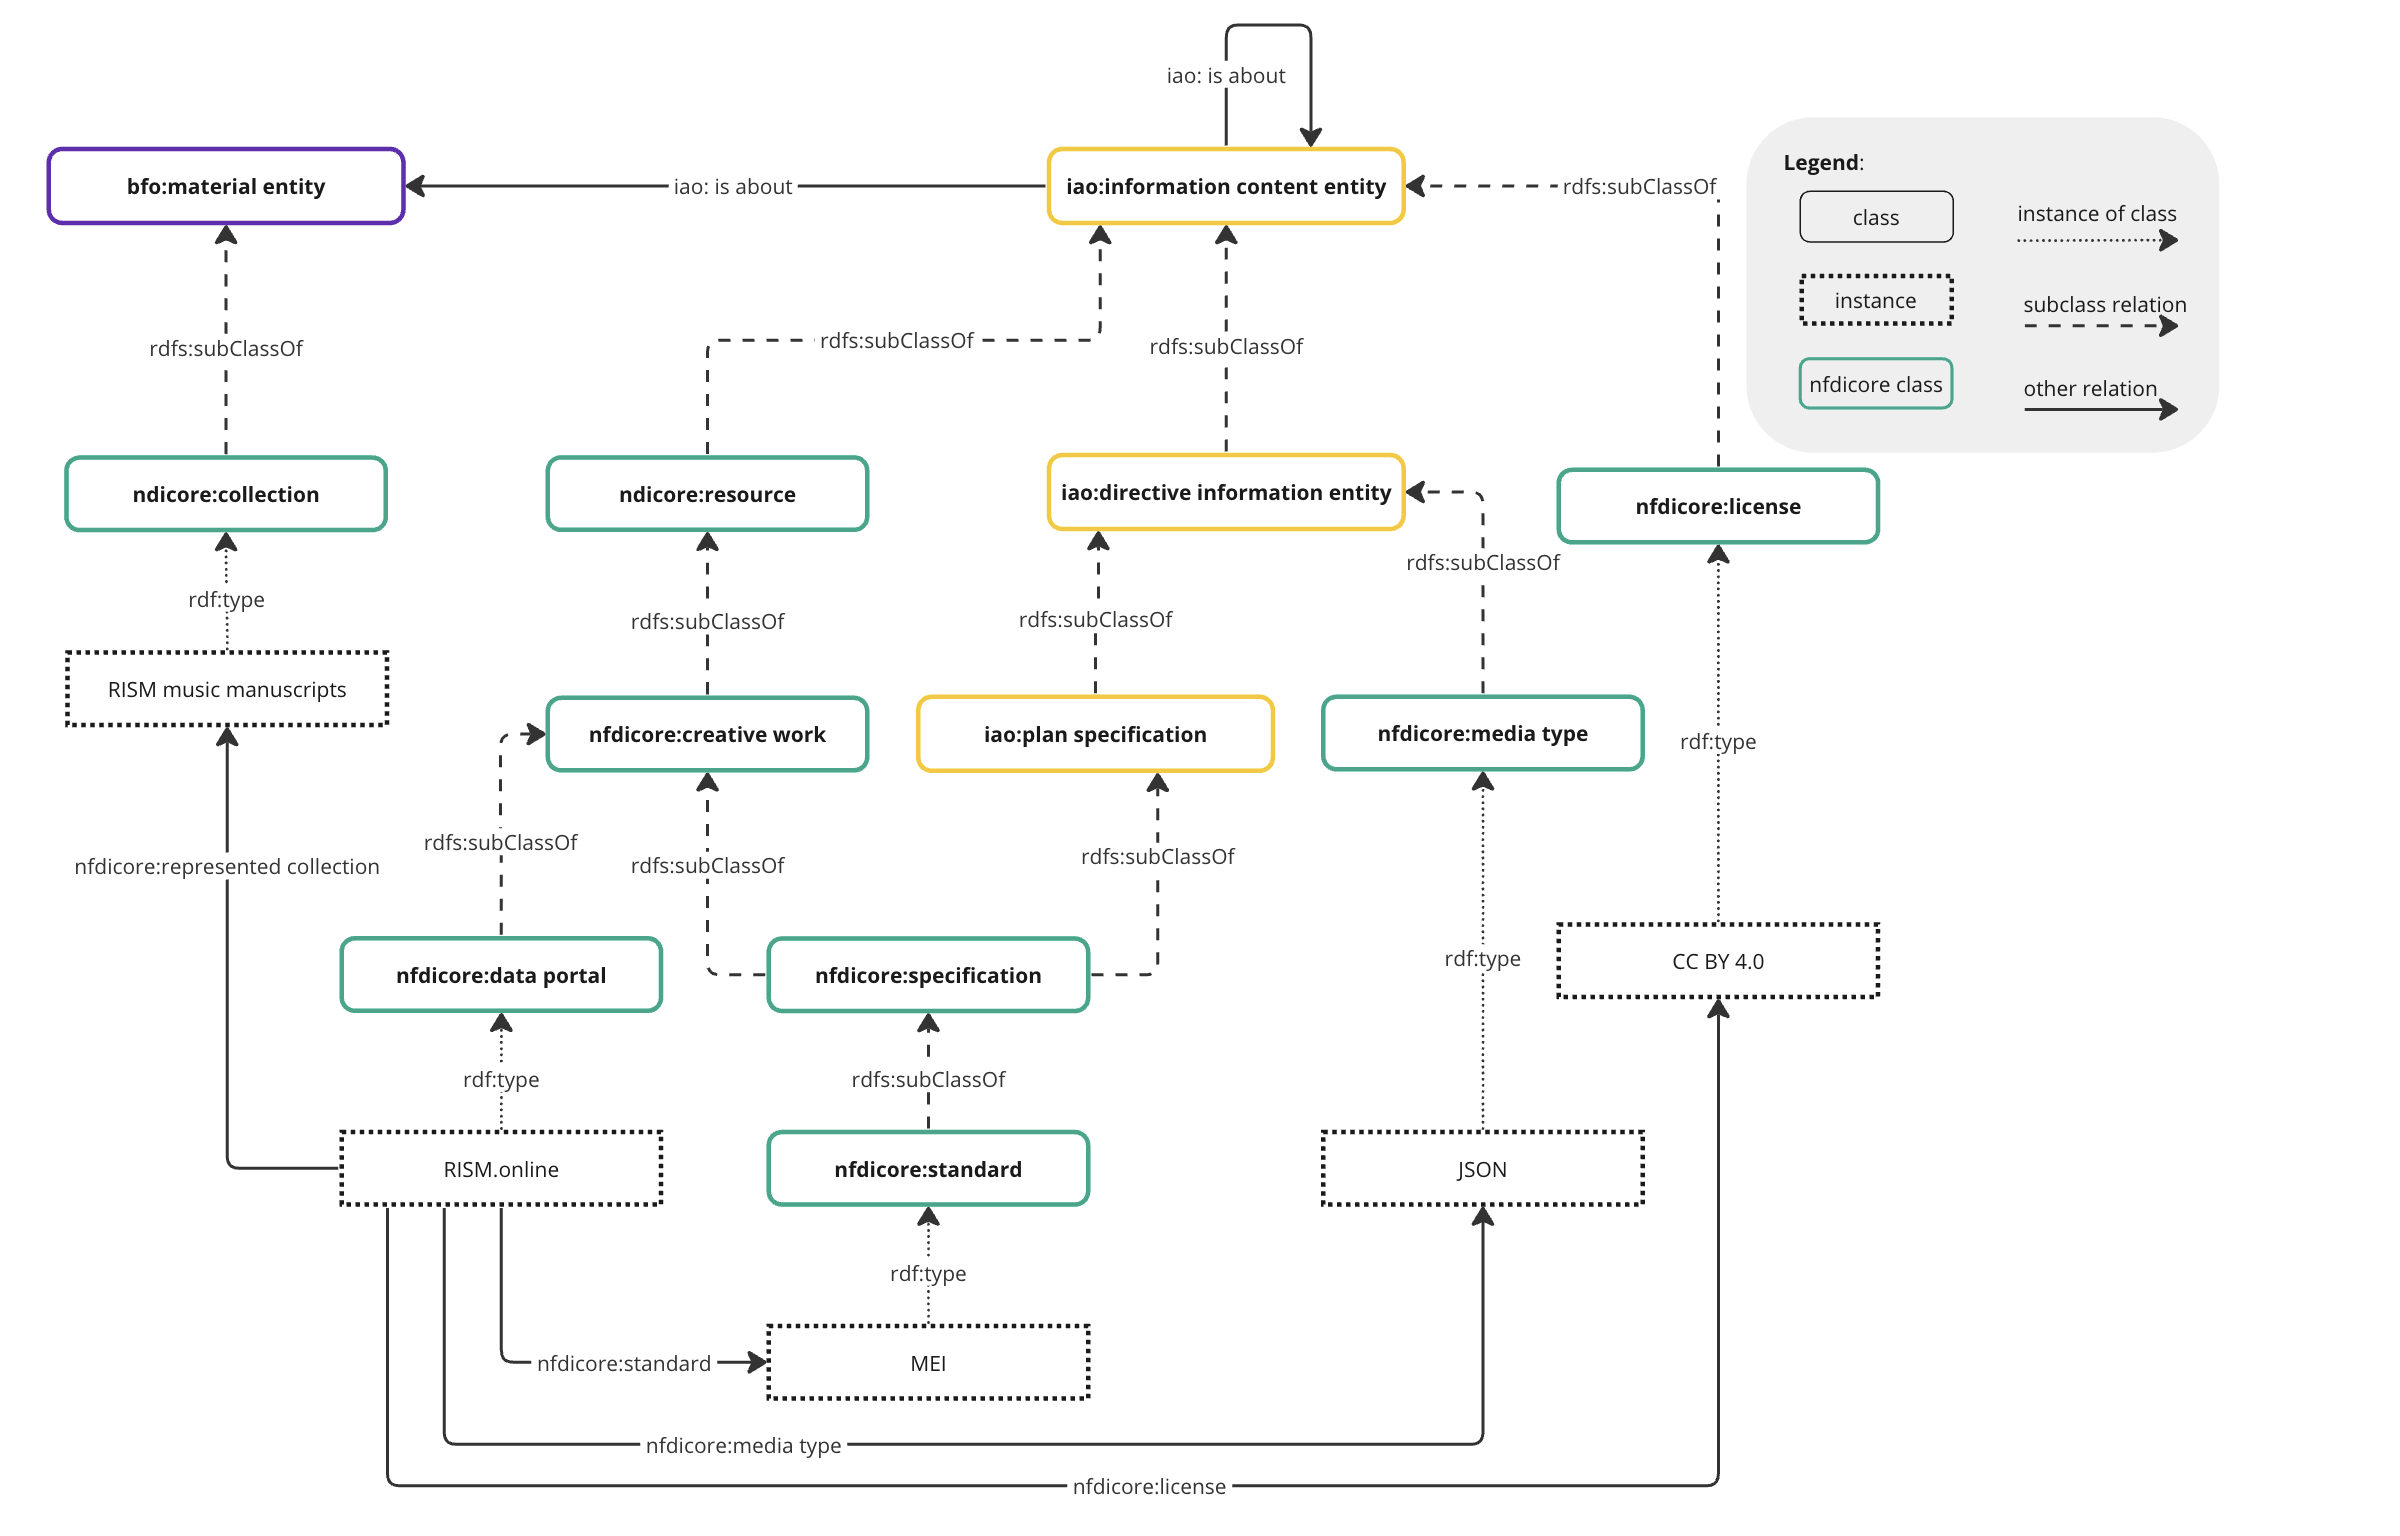 iao: is about
bfo:material entity
iao: is about
iao:information content entity
rdfs:subClassOf
Legend:
class
instance of class
instance
subclass relation
nfdicore class
other relation
rdfs:subClassOf
rdfs:subClassOf
rdfs:subClassOf
ndicore:collection
ndicore:resource
iao:directive information entity
nfdicore:license
rdfs:subClassOf
rdf:type
rdfs:subClassOf
rdfs:subClassOf
RISM music manuscripts
nfdicore:creative work
iao:plan specification
nfdicore:media type
rdf:type
rdfs:subClassOf
rdfs:subClassOf
rdfs:subClassOf
nfdicore:represented collection
rdf:type
CC BY 4.0
nfdicore:data portal
nfdicore:specification
rdf:type
rdfs:subClassOf
RISM.online
nfdicore:standard
JSON
rdf:type
nfdicore:standard
MEI
nfdicore:media type
nfdicore:license